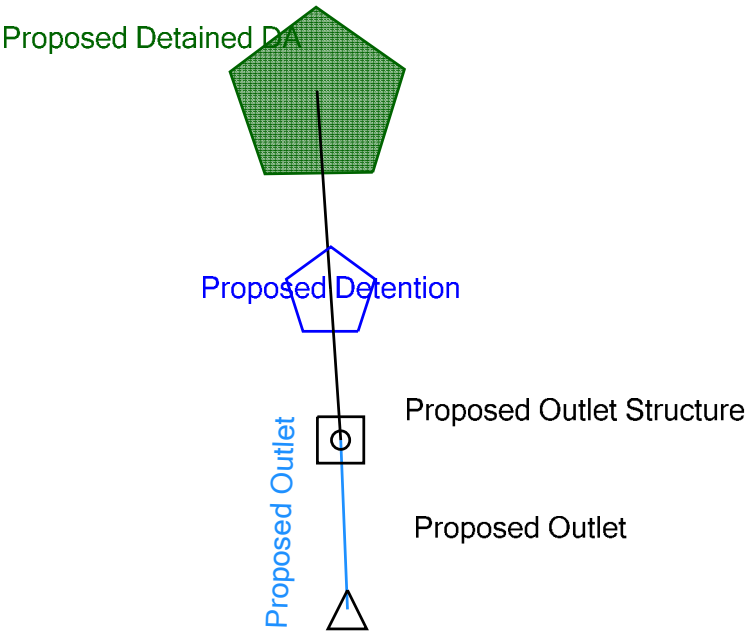 Proposed Detained DA
Proposed Detention
Proposed Outlet Structure
Proposed Outlet
Proposed Outlet